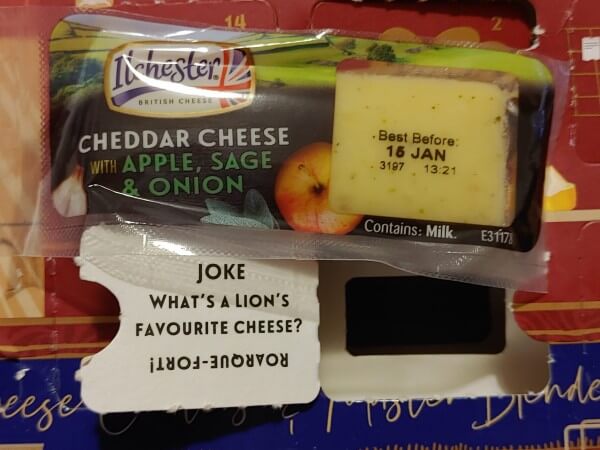 14
2
Ilchester
BRITISH CHEESE
CHEDDAR CHEESE
WITH APPLE, SAGE
& ONION
Best Before:
15 JAN
3197 13:21
Contains: Milk.
E3117
JOKE
WHAT'S A LION'S
FAVOURITE CHEESE?
ROARQUE-FORT!